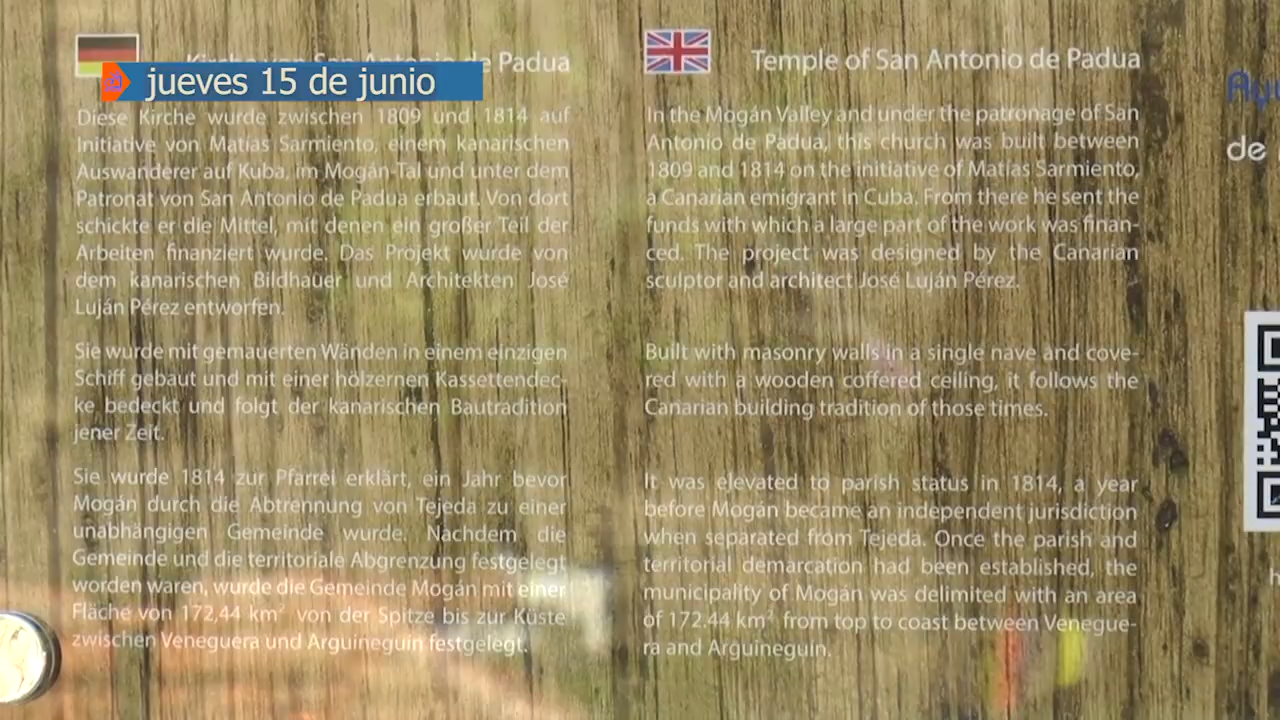 jueves 15 de junio
de Padua
Diese Kirche wurde zwischen 1809 und 1814 auf
Initiative von Matías Sarmiento, einem kanarischen
Auswanderer auf Kuba, im Mogán-Tal und unter dem
Patronat von San Antonio de Padua erbaut. Von dort
schickte er die Mittel, mit denen ein großer Teil der
Arbeiten finanziert wurde. Das Projekt wurde von
dem kanarischen Bildhauer und Architekten José
Luján Pérez entworfen.
Sie wurde mit gemauerten Wänden in einem einzigen
Schiff gebaut und mit einer hölzernen Kassettendec-
ke bedeckt und folgt der kanarischen Bautradition
jener Zeit.
Sie wurde 1814 zur Pfarrei erklärt, ein Jahr bevor
Mogán durch die Abtrennung von Tejeda zu einer
unabhängigen Gemeinde wurde. Nachdem die
Gemeinde und die territoriale Abgrenzung festgelegt
worden waren, wurde die Gemeinde Mogán mit einer
Fläche von 172,44 km² von der Spitze bis zur Küste
zwischen Veneguera und Arguineguín festgelegt.
Temple of San Antonio de Padua
In the Mogán Valley and under the patronage of San
Antonio de Padua, this church was built between
1809 and 1814 on the initiative of Matías Sarmiento,
a Canarian emigrant in Cuba. From there he sent the
funds with which a large part of the work was finan-
ced. The project was designed by the Canarian
sculptor and architect José Luján Pérez.
Built with masonry walls in a single nave and cove-
red with a wooden coffered ceiling, it follows the
Canarian building tradition of those times.
It was elevated to parish status in 1814, a year
before Mogán became an independent jurisdiction
when separated from Tejeda. Once the parish and
territorial demarcation had been established, the
municipality of Mogán was delimited with an area
of 172.44 km² from top to coast between Venegue-
ra and Arguineguín.
de